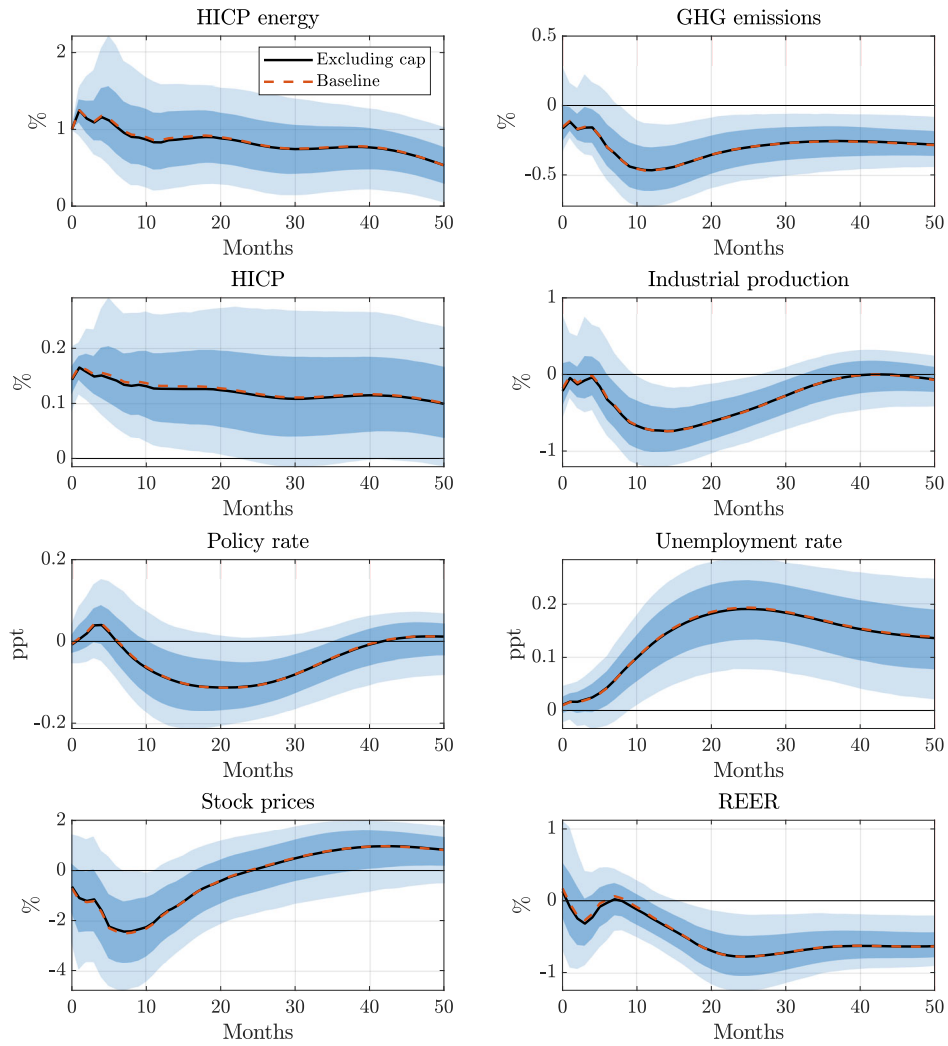 HICP energy
2
1
0
%
Excluding cap
Baseline
0 10 20 30 40 50
Months
GHG emissions
0.5
0
-0.5
%
0 10 20 30 40 50
Months
HICP
0.2
0.1
0
%
0 10 20 30 40 50
Months
Industrial production
1
0
-1
%
0 10 20 30 40 50
Months
Policy rate
0.2
0
-0.2
ppt
0 10 20 30 40 50
Months
Unemployment rate
0.2
0.1
0
ppt
0 10 20 30 40 50
Months
Stock prices
2
0
-2
-4
%
0 10 20 30 40 50
Months
REER
1
0
-1
%
0 10 20 30 40 50
Months